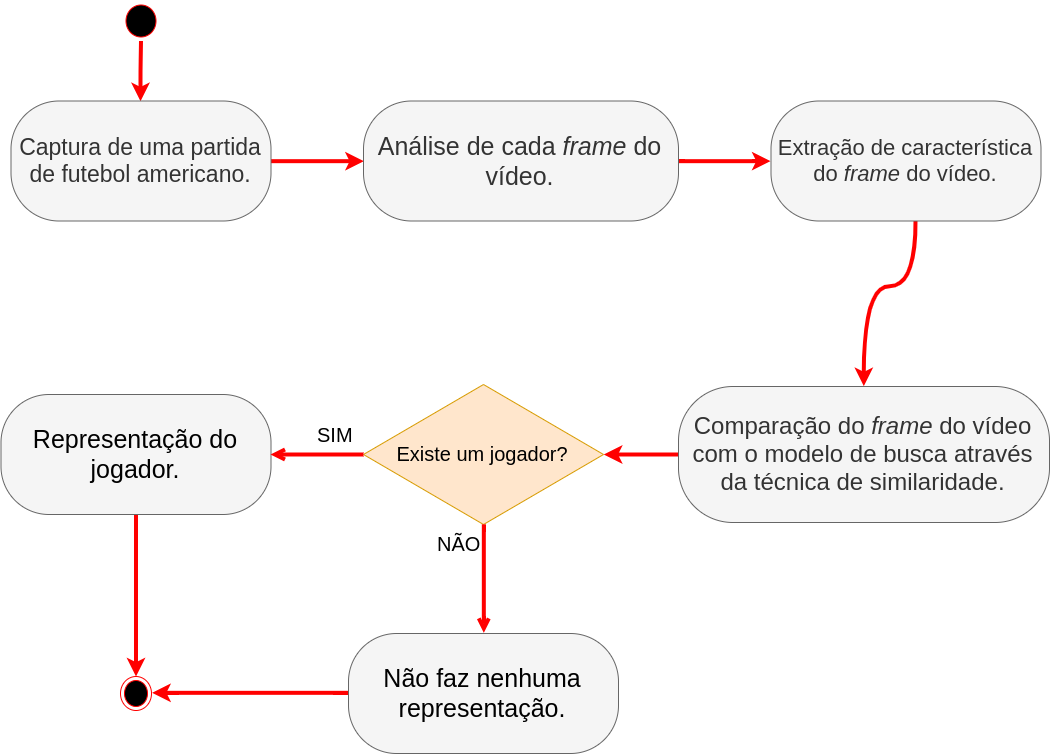 Captura de uma partida
de futebol americano.
Análise de cada frame do
vídeo.
Extração de característica
do frame do vídeo.
Comparação do frame do vídeo
com o modelo de busca através
da técnica de similaridade.
Existe um jogador?
SIM
Representação do
jogador.
NÃO
Não faz nenhuma
representação.